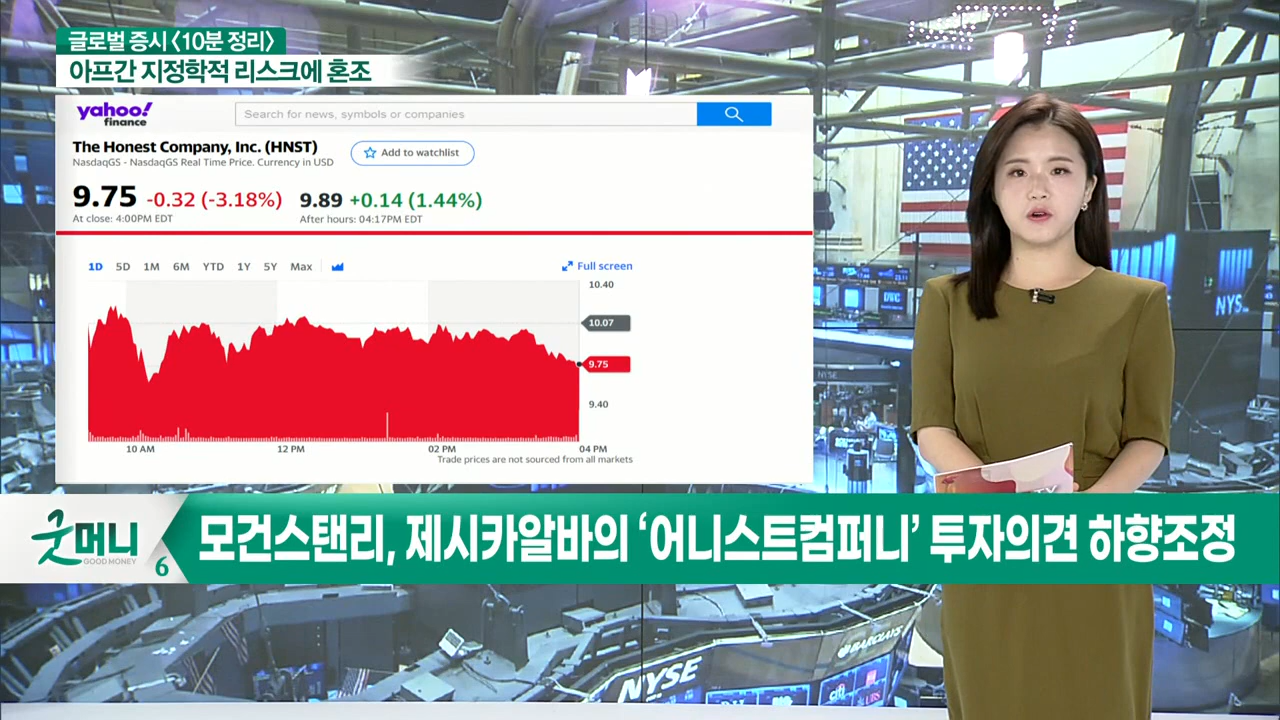 글로벌 증시 〈10분 정리〉
아프간 지정학적 리스크에 혼조
yahoo!
finance
Search for news, symbols or companies
The Honest Company, Inc. (HNST)
NasdaqGS - NasdaqGS Real Time Price. Currency in USD
Add to watchlist
9.75 -0.32 (-3.18%) 9.89 +0.14 (1.44%)
At close: 4:00PM EDT After hours: 04:17PM EDT
1D 5D 1M 6M YTD 1Y 5Y Max Full screen
10.40
10.07
9.75
9.40
10 AM 12 PM 02 PM 04 PM
Trade prices are not sourced from all markets
NYS
NYSE
굿머니
GOOD MONEY
6
모건스탠리, 제시카알바의 ‘어니스트컴퍼니’ 투자의견 하향조정
BARCLAYS
NYSE
citi